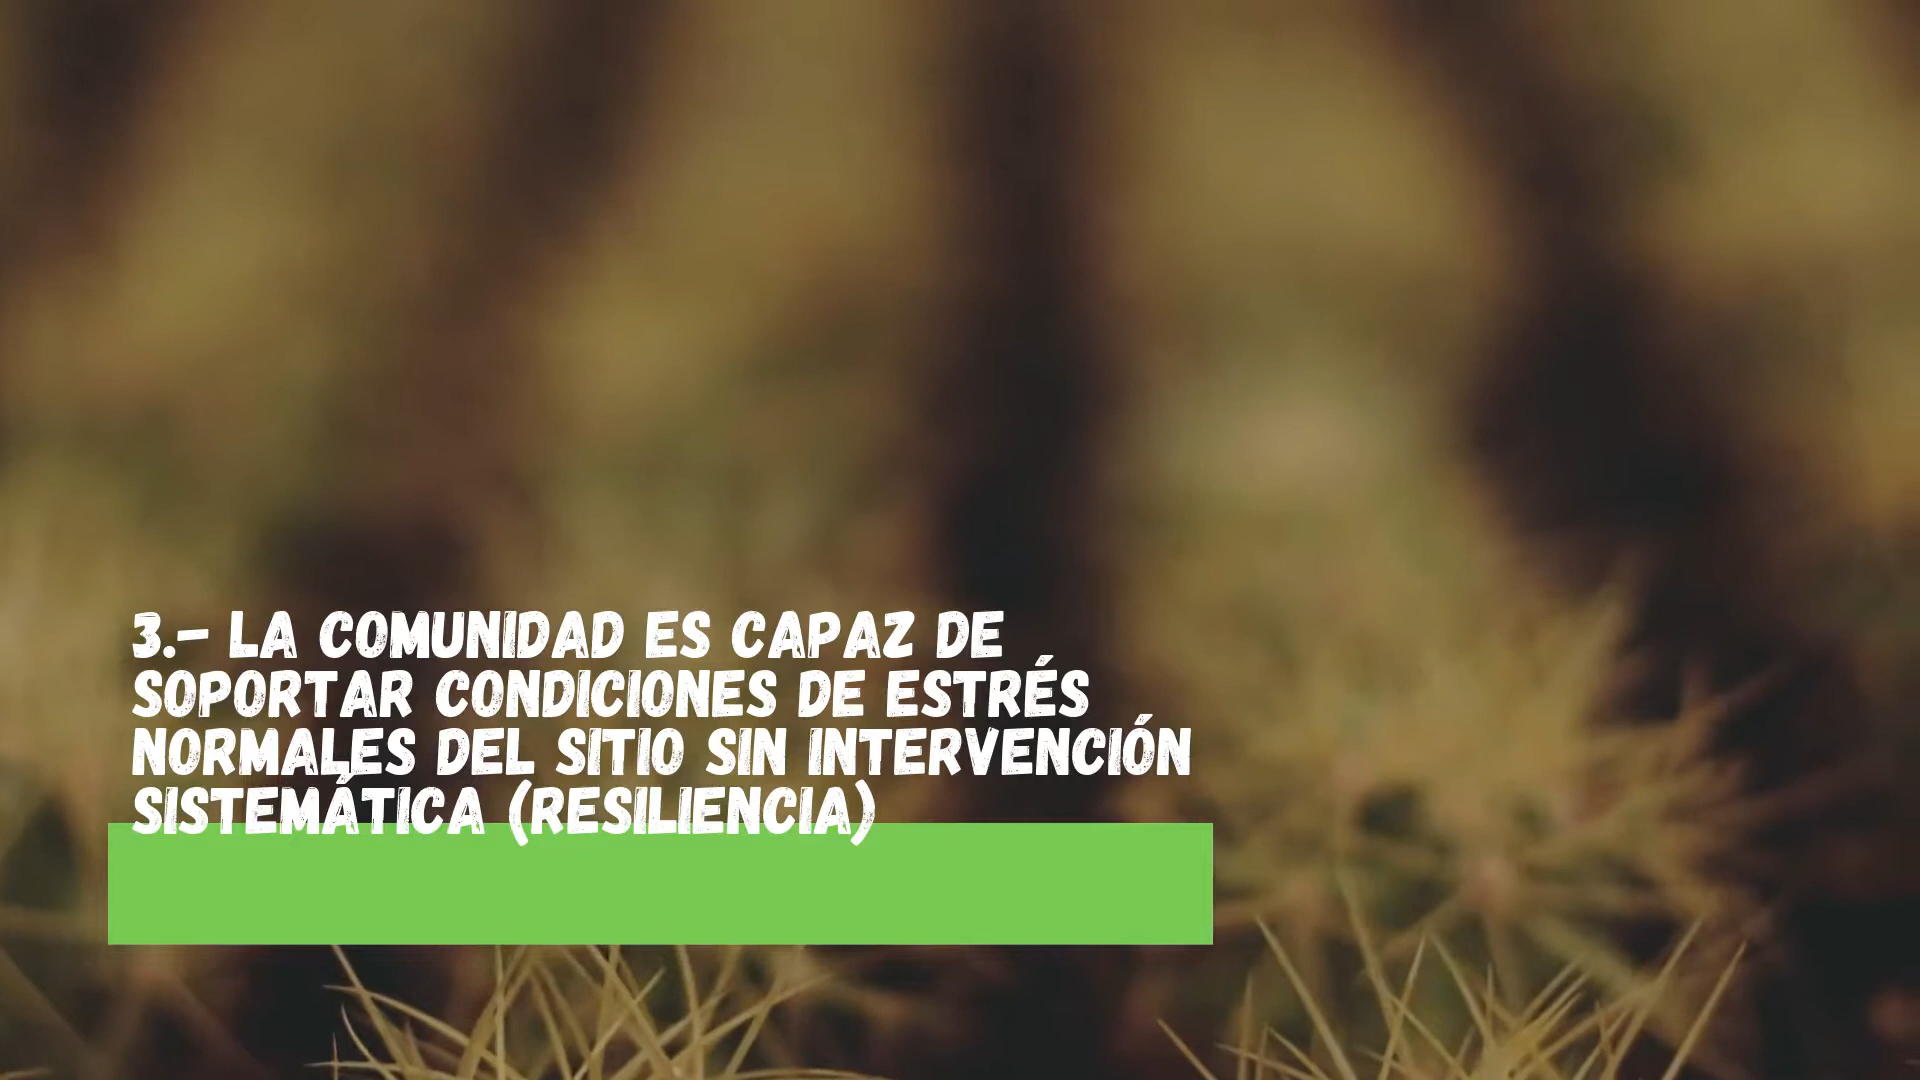 3.- LA COMUNIDAD ES CAPAZ DE
SOPORTAR CONDICIONES DE ESTRÉS
NORMALES DEL SITIO SIN INTERVENCIÓN
SISTEMÁTICA (RESILIENCIA)